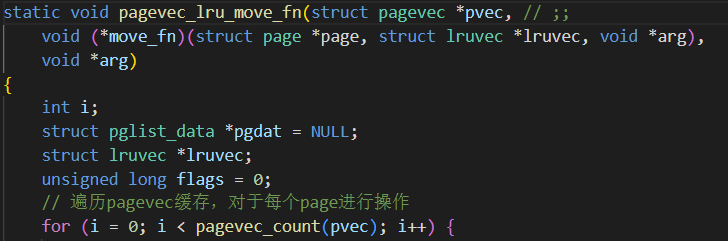 static void pagevec_lru_move_fn(struct pagevec *pvec, // ;;
    void (*move_fn)(struct page *page, struct lruvec *lruvec, void *arg),
    void *arg)
{
    int i;
    struct pglist_data *pgdat = NULL;
    struct lruvec *lruvec;
    unsigned long flags = 0;
    // 遍历pagevec缓存，对于每个page进行操作
    for (i = 0; i < pagevec_count(pvec); i++) {